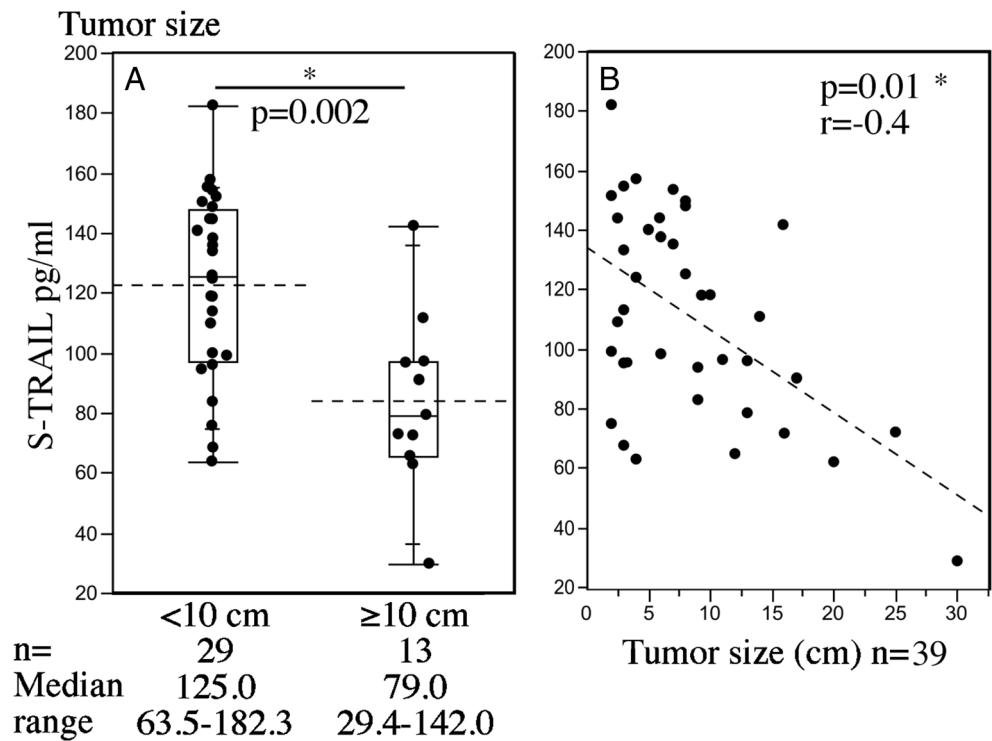 Tumor size
A
*
p=0.002
S-TRAIL pg/ml
200
180
160
140
120
100
80
60
40
20
<10 cm ≥10 cm
n= 29 13
Median 125.0 79.0
range 63.5-182.3 29.4-142.0
B
p=0.01 *
r=-0.4
200
180
160
140
120
100
80
60
40
20
0 5 10 15 20 25 30
Tumor size (cm) n=39